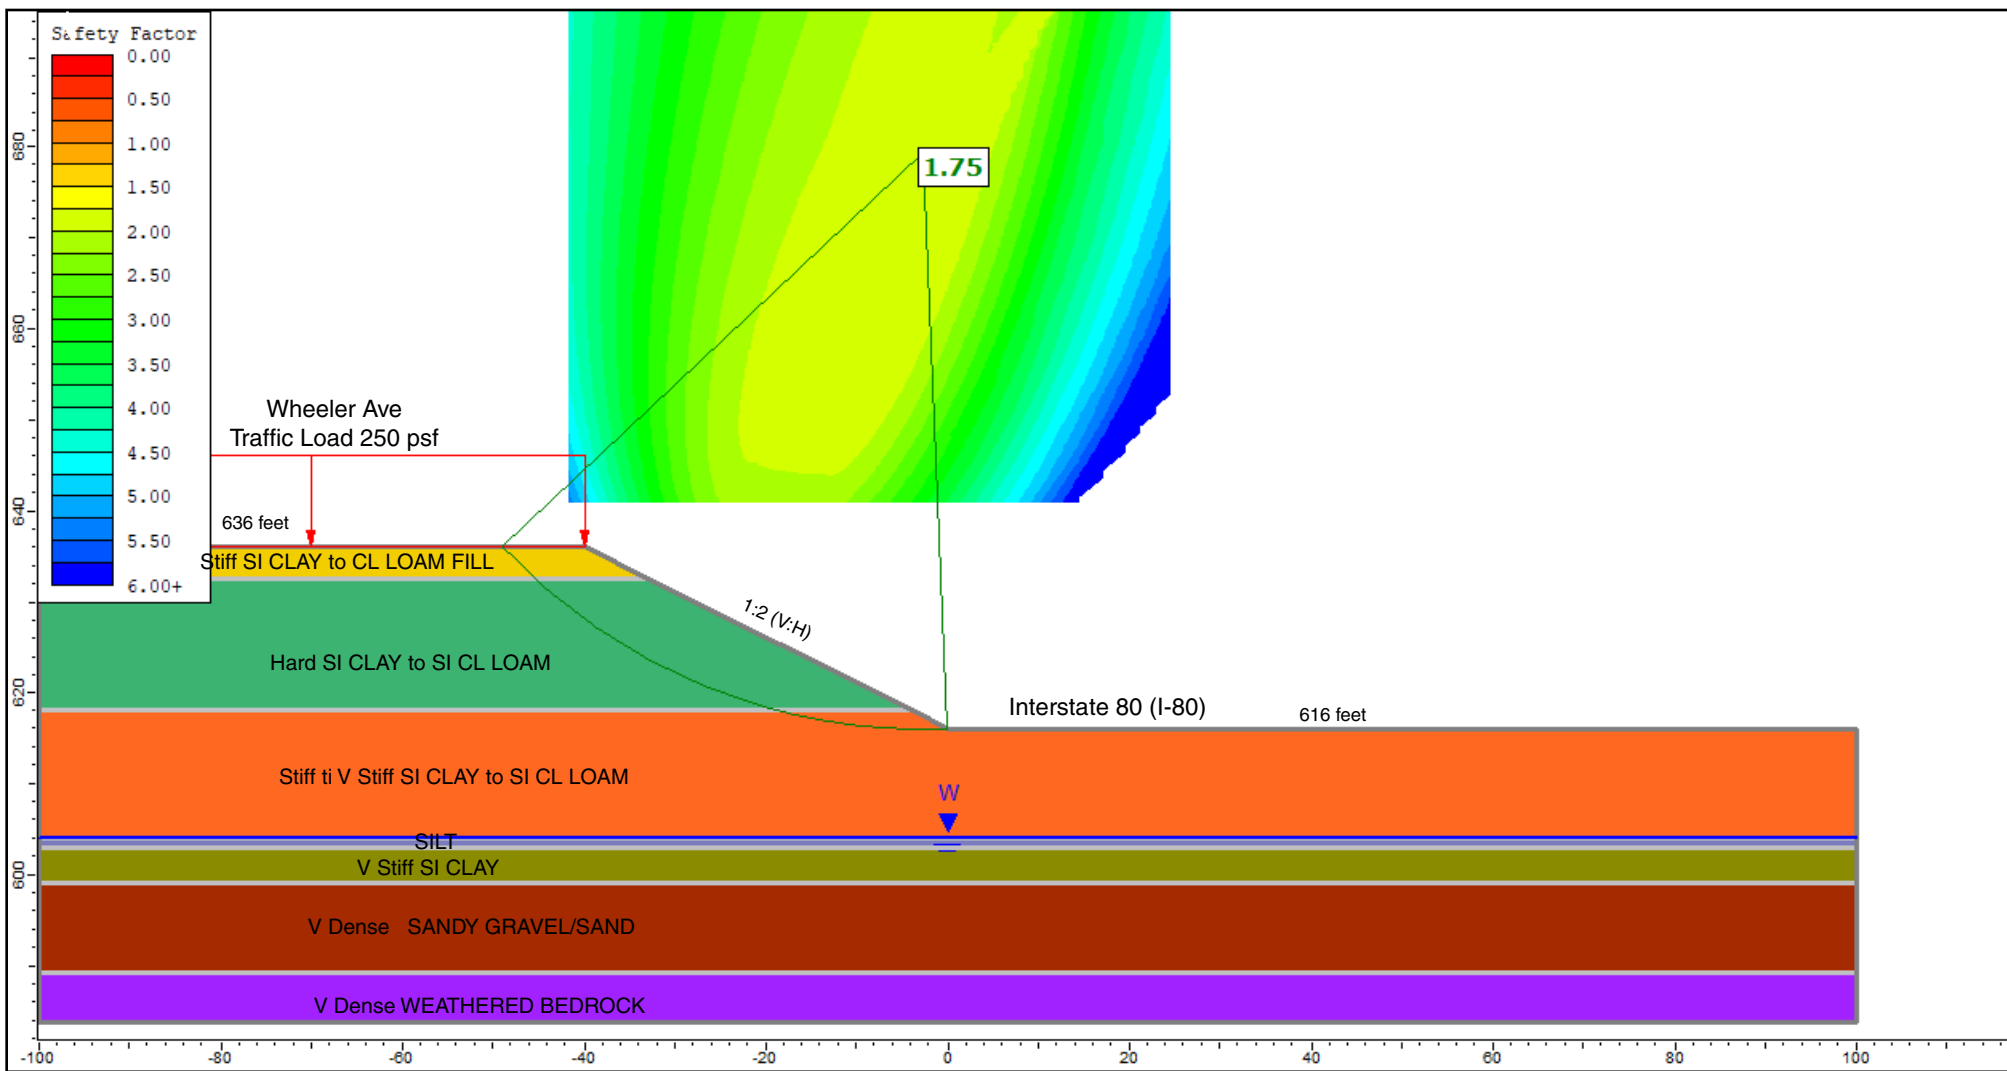 Safety Factor
0.00
0.50
1.00
1.50
2.00
2.50
3.00
3.50
4.00
4.50
5.00
5.50
6.00+
680
660
640
620
600
1.75
Wheeler Ave
Traffic Load 250 psf
636 feet
Stiff SI CLAY to CL LOAM FILL
1:2 (V:H)
Hard SI CLAY to SI CL LOAM
Interstate 80 (I-80)
616 feet
Stiff ti V Stiff SI CLAY to SI CL LOAM
W
SILT
V Stiff SI CLAY
V Dense SANDY GRAVEL/SAND
V Dense WEATHERED BEDROCK
-100 -80 -60 -40 -20 0 20 40 60 80 100